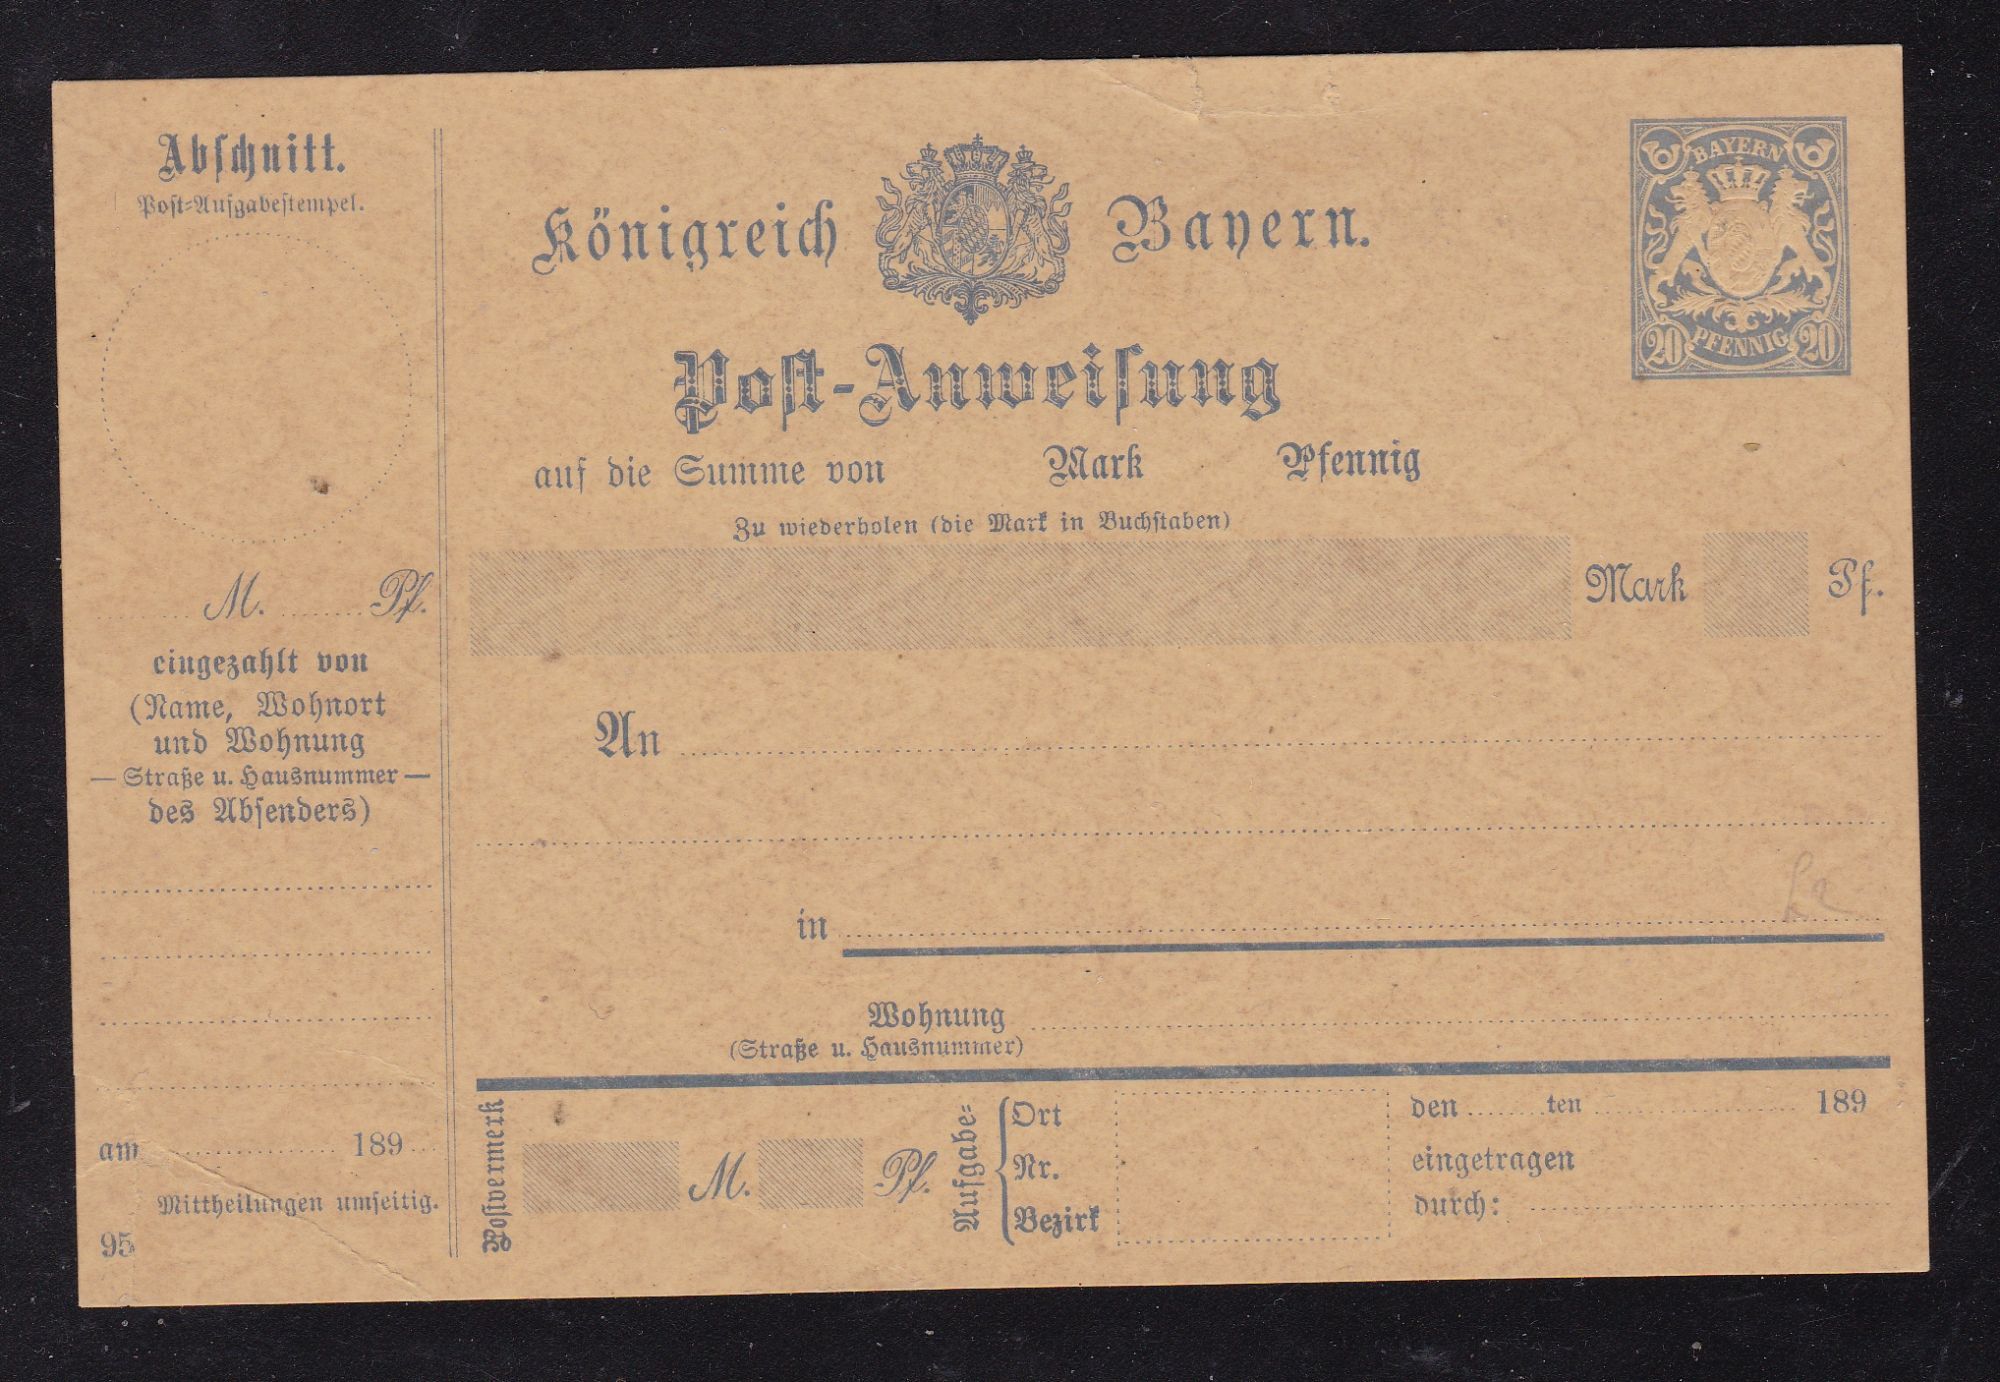 Abschnitt.
Post-Aufgabestempel.
M. Pf.
eingezahlt von
(Name, Wohnort
und Wohnung
— Straße u. Hausnummer —
des Absenders)
am 189
Mittheilungen umseitig.
95
Königreich Bayern.
BAYERN
20 PFENNIG 20
Post-Anweisung
auf die Summe von Mark Pfennig
Zu wiederholen (die Mark in Buchstaben)
Mark Pf.
An
in
Wohnung
(Straße u. Hausnummer)
Postvermerk
M. Pf.
Aufgabe-
Ort
Nr.
Bezirk
den ten 189
eingetragen
durch: